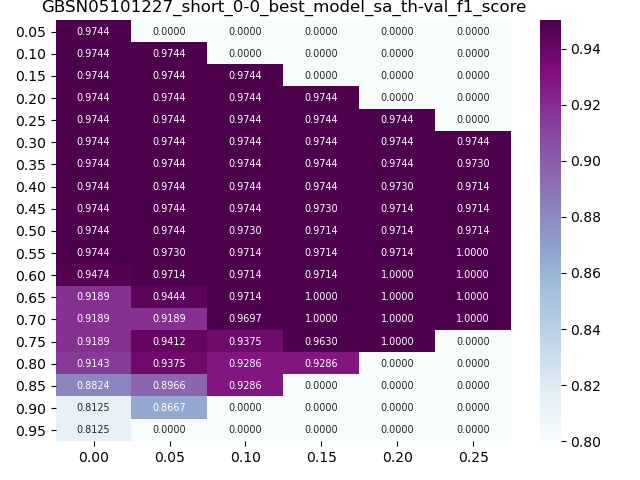 GBSN05101227_short_0-0_best_model_sa_th-val_f1_score
0.05 0.9744 0.0000 0.0000 0.0000 0.0000 0.0000
0.10 0.9744 0.9744 0.0000 0.0000 0.0000 0.0000
0.15 0.9744 0.9744 0.9744 0.0000 0.0000 0.0000
0.20 0.9744 0.9744 0.9744 0.9744 0.0000 0.0000
0.25 0.9744 0.9744 0.9744 0.9744 0.9744 0.0000
0.30 0.9744 0.9744 0.9744 0.9744 0.9744 0.9744
0.35 0.9744 0.9744 0.9744 0.9744 0.9744 0.9730
0.40 0.9744 0.9744 0.9744 0.9744 0.9730 0.9714
0.45 0.9744 0.9744 0.9744 0.9730 0.9714 0.9714
0.50 0.9744 0.9744 0.9730 0.9714 0.9714 0.9714
0.55 0.9744 0.9730 0.9714 0.9714 0.9714 1.0000
0.60 0.9474 0.9714 0.9714 0.9714 1.0000 1.0000
0.65 0.9189 0.9444 0.9714 1.0000 1.0000 1.0000
0.70 0.9189 0.9189 0.9697 1.0000 1.0000 1.0000
0.75 0.9189 0.9412 0.9375 0.9630 1.0000 0.0000
0.80 0.9143 0.9375 0.9286 0.9286 0.0000 0.0000
0.85 0.8824 0.8966 0.9286 0.0000 0.0000 0.0000
0.90 0.8125 0.8667 0.0000 0.0000 0.0000 0.0000
0.95 0.8125 0.0000 0.0000 0.0000 0.0000 0.0000
0.00 0.05 0.10 0.15 0.20 0.25
0.94
0.92
0.90
0.88
0.86
0.84
0.82
0.80